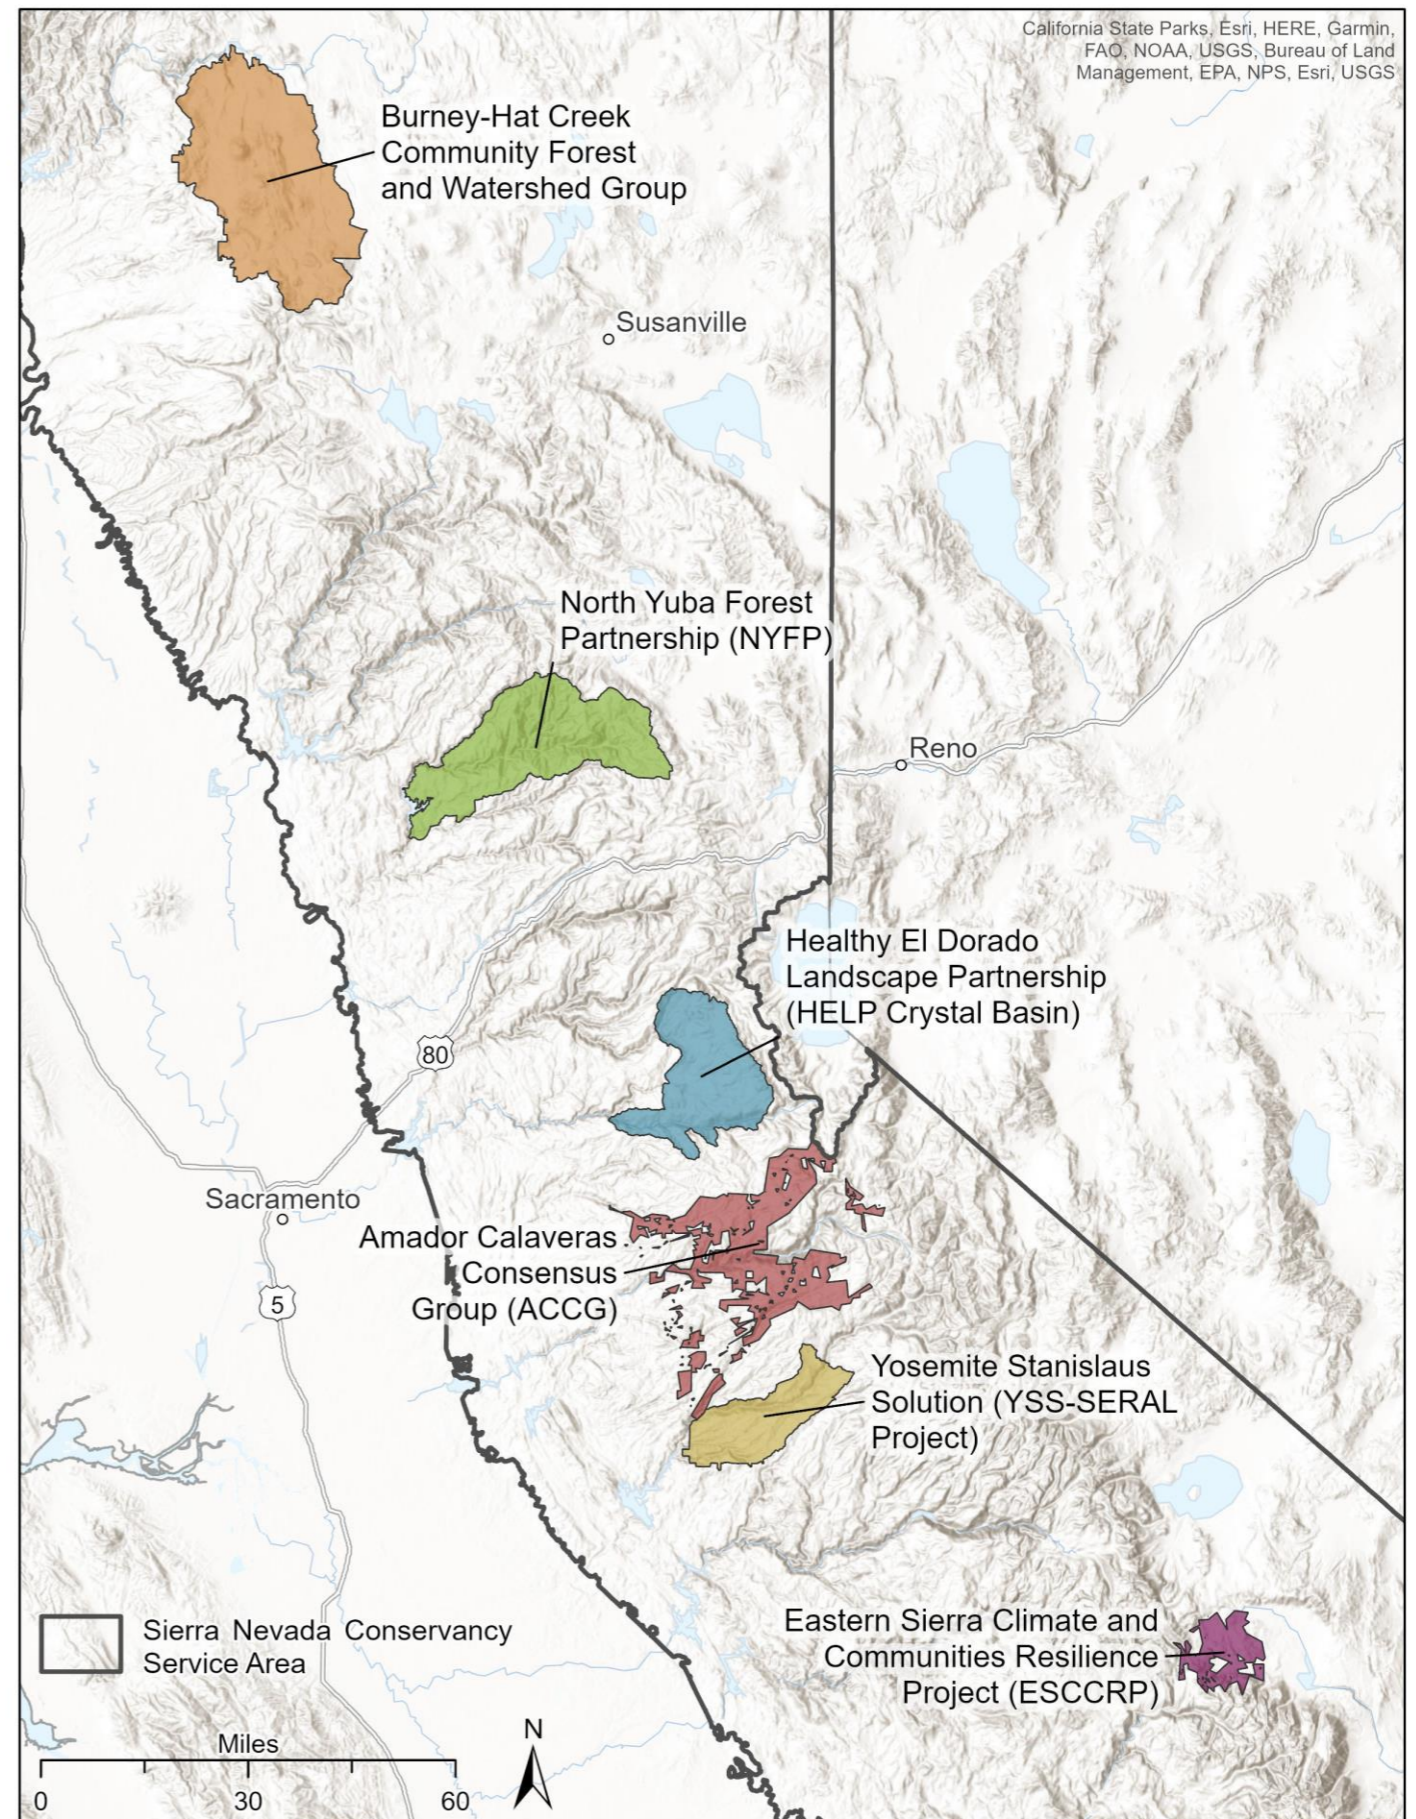 California State Parks, Esri, HERE, Garmin,
FAO, NOAA, USGS, Bureau of Land
Management, EPA, NPS, Esri, USGS
Burney-Hat Creek
Community Forest
and Watershed Group
Susanville
North Yuba Forest
Partnership (NYFP)
Reno
Healthy El Dorado
Landscape Partnership
(HELP Crystal Basin)
80
Sacramento
Amador Calaveras
Consensus
Group (ACCG)
5
Yosemite Stanislaus
Solution (YSS-SERAL
Project)
Eastern Sierra Climate and
Communities Resilience
Project (ESCCRP)
Sierra Nevada Conservancy
Service Area
Miles
0 30 60
N